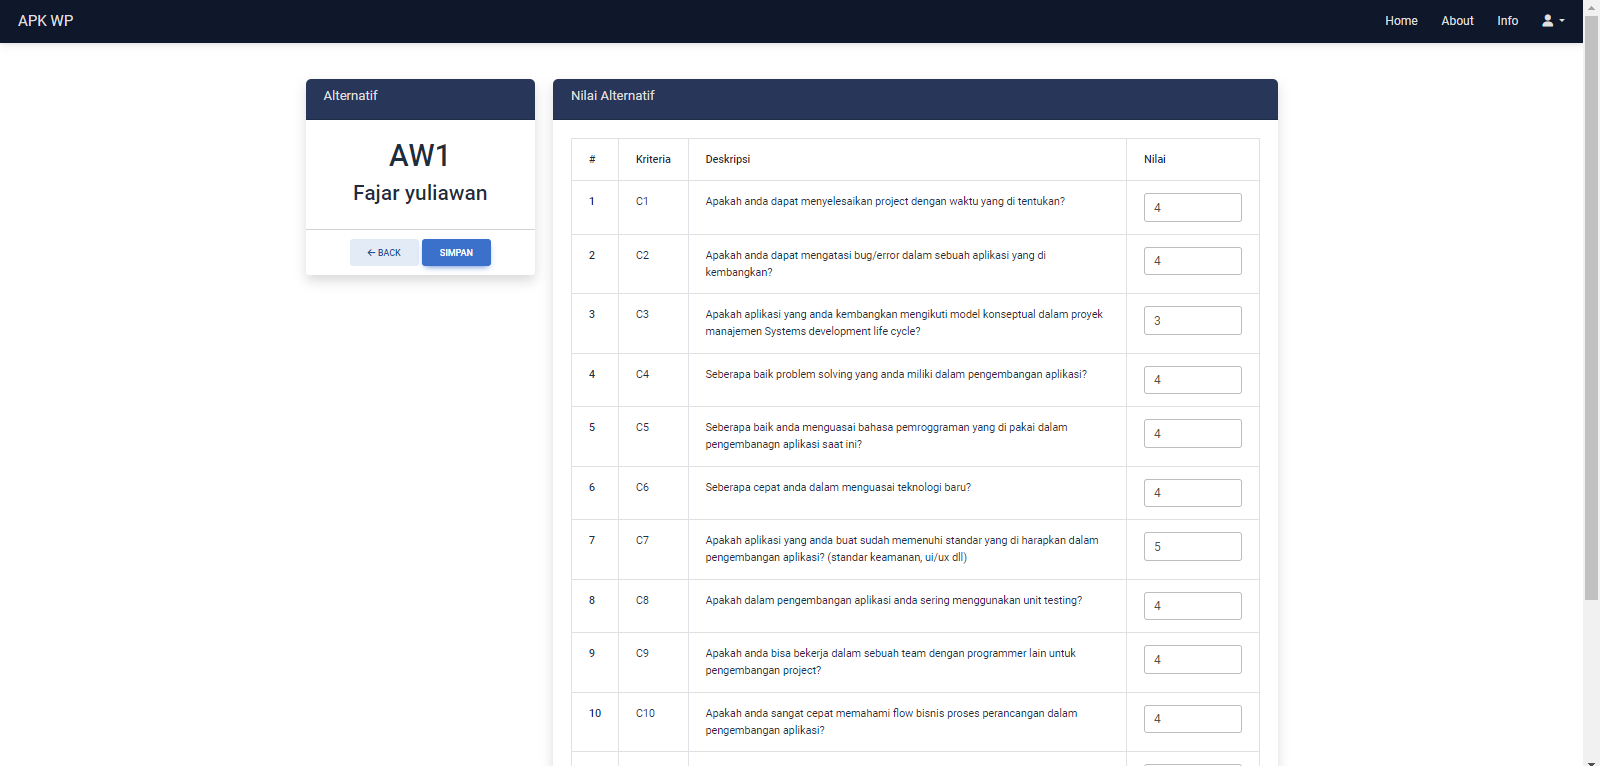 APK WP
Home About Info
Alternatif
AW1
Fajar yuliawan
BACK SIMPAN
Nilai Alternatif
# Kriteria Deskripsi Nilai
1 C1 Apakah anda dapat menyelesaikan project dengan waktu yang di tentukan? 4
2 C2 Apakah anda dapat mengatasi bug/error dalam sebuah aplikasi yang di
kembangkan? 4
3 C3 Apakah aplikasi yang anda kembangkan mengikuti model konseptual dalam proyek
manajemen Systems development life cycle? 3
4 C4 Seberapa baik problem solving yang anda miliki dalam pengembangan aplikasi? 4
5 C5 Seberapa baik anda menguasai bahasa pemroggraman yang di pakai dalam
pengembanagn aplikasi saat ini? 4
6 C6 Seberapa cepat anda dalam menguasai teknologi baru? 4
7 C7 Apakah aplikasi yang anda buat sudah memenuhi standar yang di harapkan dalam
pengembangan aplikasi? (standar keamanan, ui/ux dll) 5
8 C8 Apakah dalam pengembangan aplikasi anda sering menggunakan unit testing? 4
9 C9 Apakah anda bisa bekerja dalam sebuah team dengan programmer lain untuk
pengembangan project? 4
10 C10 Apakah anda sangat cepat memahami flow bisnis proses perancangan dalam
pengembangan aplikasi? 4